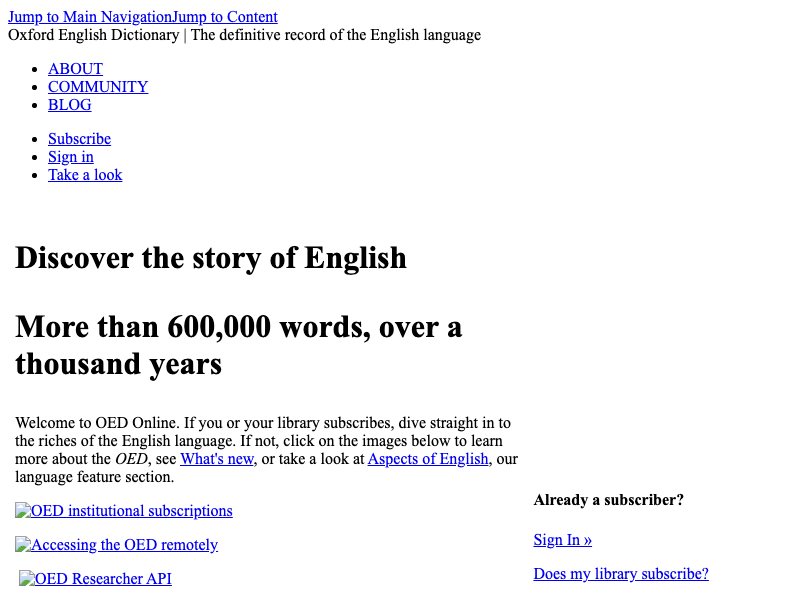 Jump to Main NavigationJump to Content
Oxford English Dictionary | The definitive record of the English language
ABOUT
COMMUNITY
BLOG
Subscribe
Sign in
Take a look
Discover the story of English
More than 600,000 words, over a
thousand years
Welcome to OED Online. If you or your library subscribes, dive straight in to
the riches of the English language. If not, click on the images below to learn
more about the OED, see What's new, or take a look at Aspects of English, our
language feature section.
OED institutional subscriptions
Accessing the OED remotely
OED Researcher API
Already a subscriber?
Sign In »
Does my library subscribe?